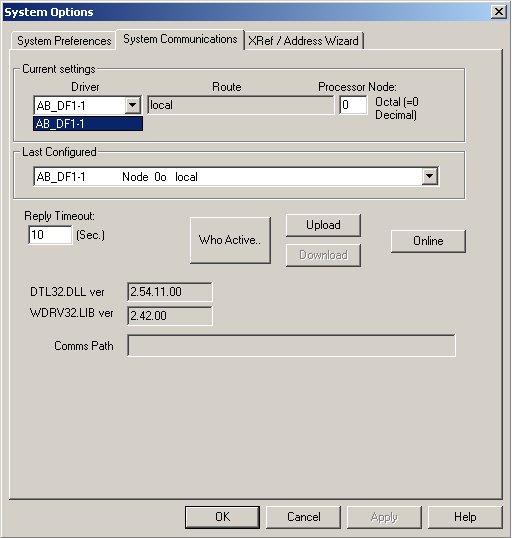 System Options
System Preferences System Communications XRef / Address Wizard
Current settings
Driver Route Processor Node:
AB_DF1-1 local 0 Octal (=0
Decimal)
AB_DF1-1
Last Configured
AB_DF1-1 Node 0o local
Reply Timeout:
10 (Sec.)
Who Active..
Upload
Download
Online
DTL32.DLL ver 2.54.11.00
WDRV32.LIB ver 2.42.00
Comms Path
OK Cancel Apply Help